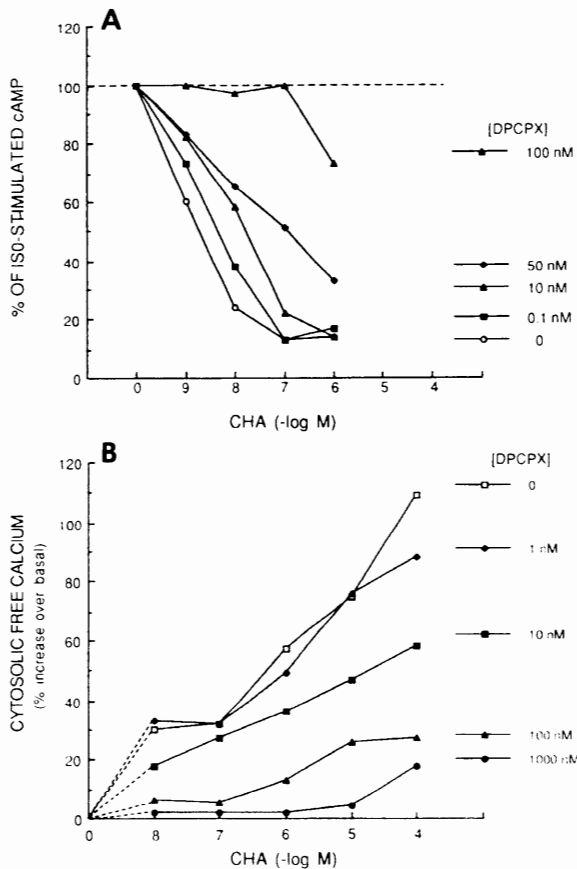 A
120
100
80
60
40
20
0
% OF ISO-STIMULATED cAMP
0 9 8 7 6 5 4
CHA (-log M)
[DPCPX]
100 nM
50 nM
10 nM
0.1 nM
0
B
120
100
80
60
40
20
0
CYTOSOLIC FREE CALCIUM
(% increase over basal)
0 8 7 6 5 4
CHA (-log M)
[DPCPX]
0
1 nM
10 nM
100 nM
1000 nM